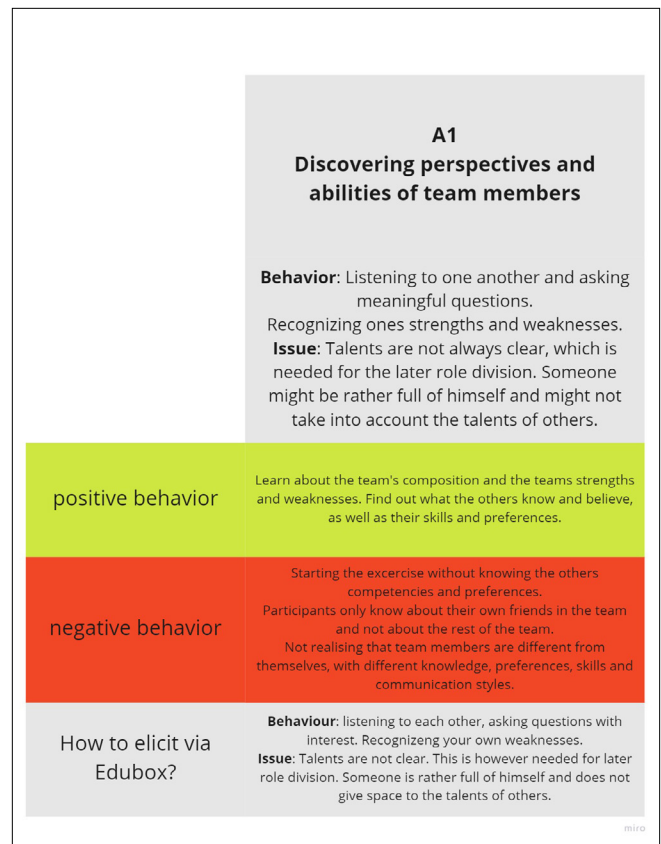 A1
Discovering perspectives and
abilities of team members
Behavior: Listening to one another and asking
meaningful questions.
Recognizing ones strengths and weaknesses.
Issue: Talents are not always clear, which is
needed for the later role division. Someone
might be rather full of himself and might not
take into account the talents of others.
positive behavior
Learn about the team's composition and the teams strengths
and weaknesses. Find out what the others know and believe,
as well as their skills and preferences.
negative behavior
Starting the excercise without knowing the others
competencies and preferences.
Participants only know about their own friends in the team
and not about the rest of the team.
Not realising that team members are different from
themselves, with different knowledge, preferences, skills and
communication styles.
How to elicit via
Edubox?
Behaviour: listening to each other, asking questions with
interest. Recognizeng your own weaknesses.
Issue: Talents are not clear. This is however needed for later
role division. Someone is rather full of himself and does not
give space to the talents of others.
miro